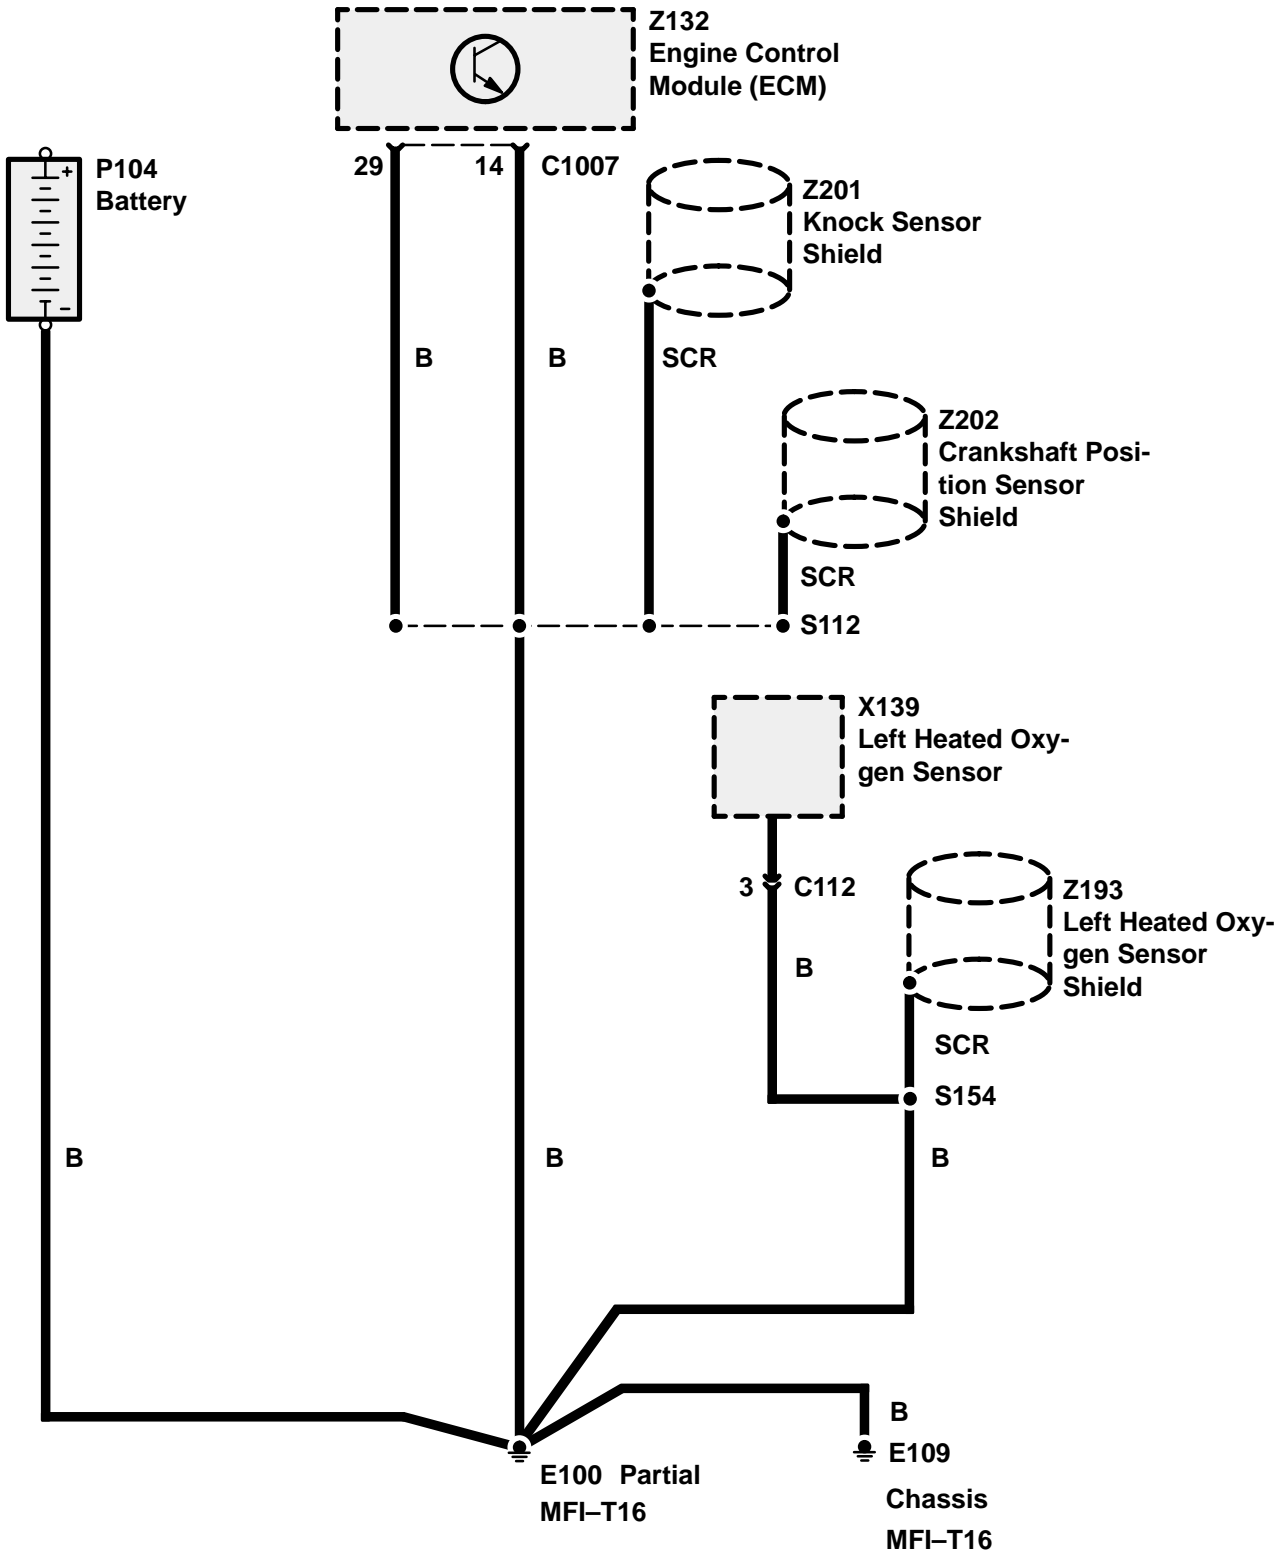 Z132
Engine Control
Module (ECM)
29
14
C1007
+
P104
Battery
–
Z201
Knock Sensor
Shield
B
B
SCR
Z202
Crankshaft Posi-
tion Sensor
Shield
SCR
S112
X139
Left Heated Oxy-
gen Sensor
3
C112
Z193
Left Heated Oxy-
gen Sensor
Shield
B
SCR
S154
B
B
B
B
E109
E100 Partial
MFI–T16
Chassis
MFI–T16